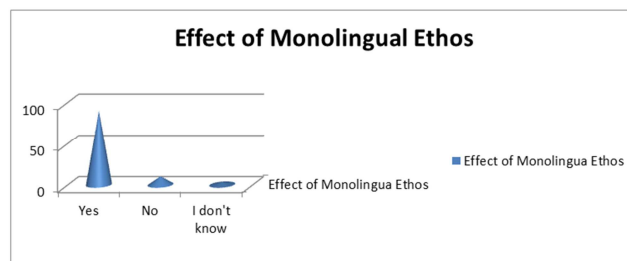 Effect of Monolingual Ethos
100
50
0
Yes
No
I don't
know
Effect of Monolingua Ethos
Effect of Monolingua Ethos